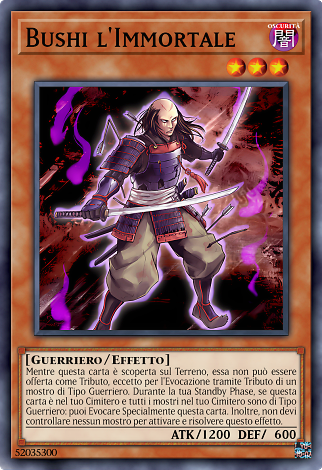 Bushi l'Immortale
OSCURITÀ
闇
[Guerriero/Effetto]
Mentre questa carta è scoperta sul Terreno, essa non può essere
offerta come Tributo, eccetto per l'Evocazione tramite Tributo di un
mostro di Tipo Guerriero. Durante la tua Standby Phase, se questa
carta è nel tuo Cimitero e tutti i mostri nel tuo Cimitero sono di Tipo
Guerriero: puoi Evocare Specialmente questa carta. Inoltre, non devi
controllare nessun mostro per attivare e risolvere questo effetto.
ATK/1200 DEF/ 600
52035300